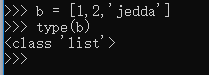 >>> b = [1,2,'jedda']
>>> type(b)
<class 'list'>
>>>